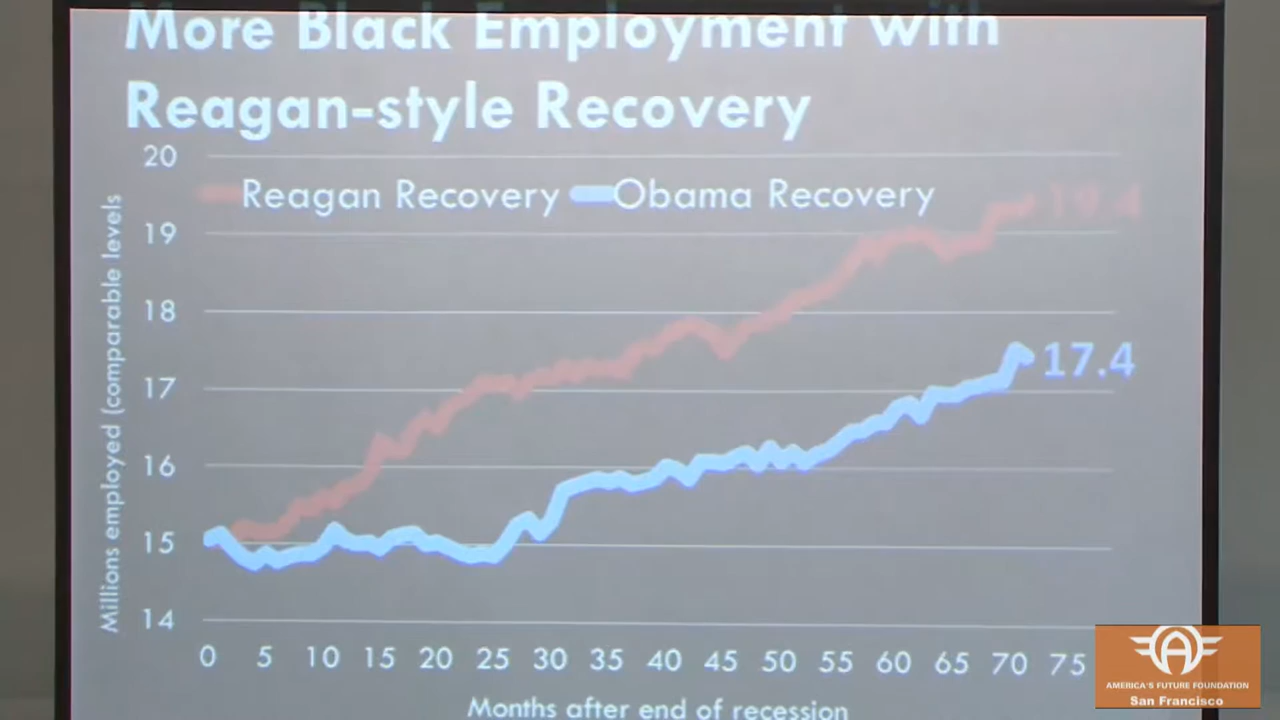 More Black Employment with
Reagan-style Recovery
20
Reagan Recovery Obama Recovery
19.4
19
18
17.4
17
16
15
14
Millions employed (comparable levels
0 5 10 15 20 25 30 35 40 45 50 55 60 65 70 75
Months after end of recession
AMERICA'S FUTURE FOUNDATION
San Francisco